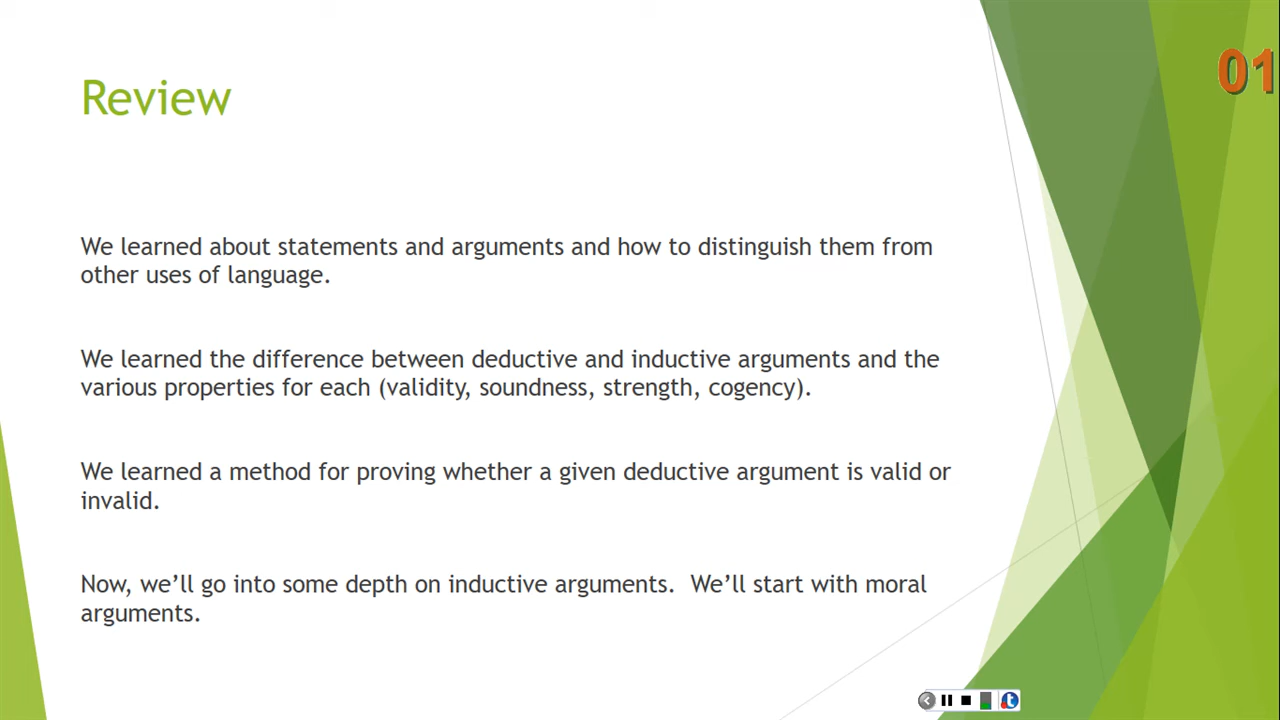 Review
01
We learned about statements and arguments and how to distinguish them from
other uses of language.
We learned the difference between deductive and inductive arguments and the
various properties for each (validity, soundness, strength, cogency).
We learned a method for proving whether a given deductive argument is valid or
invalid.
Now, we’ll go into some depth on inductive arguments.  We’ll start with moral
arguments.
t